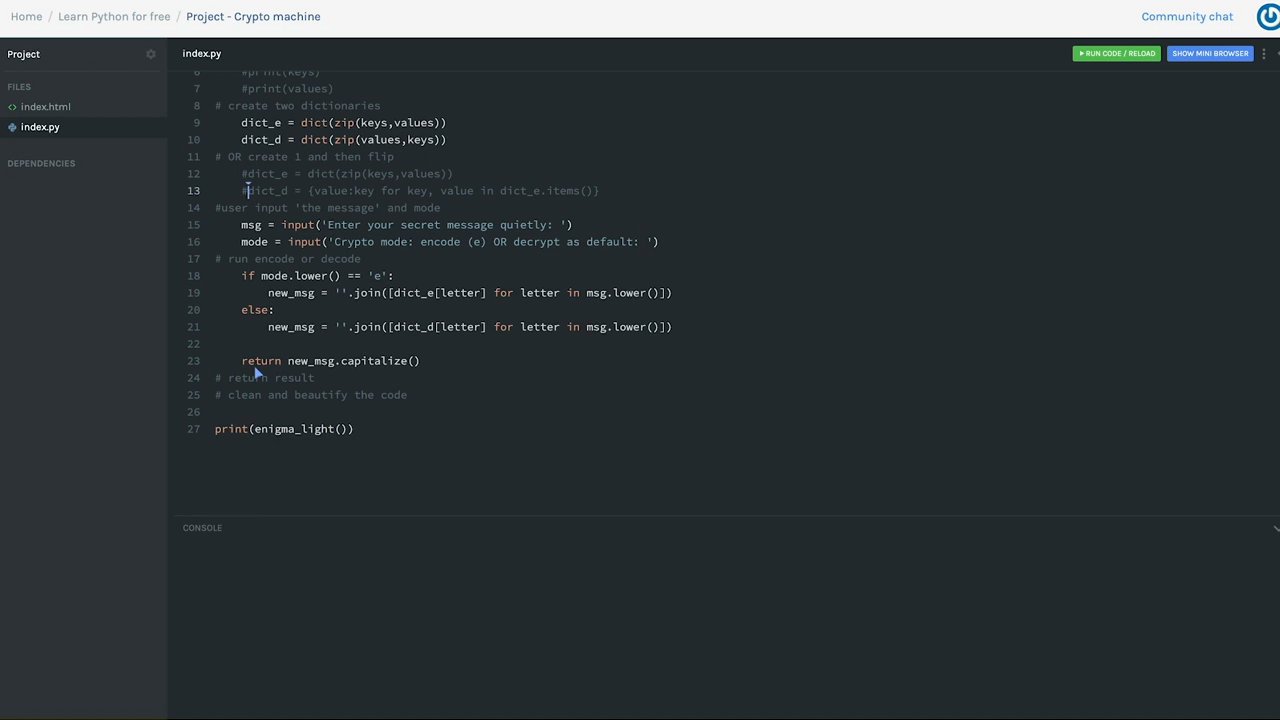 Home / Learn Python for free / Project - Crypto machine
Community chat
Project
index.py
RUN CODE / RELOAD
SHOW MINI BROWSER
FILES
index.html
index.py
DEPENDENCIES
6 #print(keys)
7 #print(values)
8 # create two dictionaries
9 dict_e = dict(zip(keys,values))
10 dict_d = dict(zip(values,keys))
11 # OR create 1 and then flip
12 #dict_e = dict(zip(keys,values))
13 #dict_d = {value:key for key, value in dict_e.items()}
14 #user input 'the message' and mode
15 msg = input('Enter your secret message quietly: ')
16 mode = input('Crypto mode: encode (e) OR decrypt as default: ')
17 # run encode or decode
18 if mode.lower() == 'e':
19 new_msg = ''.join([dict_e[letter] for letter in msg.lower()])
20 else:
21 new_msg = ''.join([dict_d[letter] for letter in msg.lower()])
22
23 return new_msg.capitalize()
24 # return result
25 # clean and beautify the code
26
27 print(enigma_light())
CONSOLE